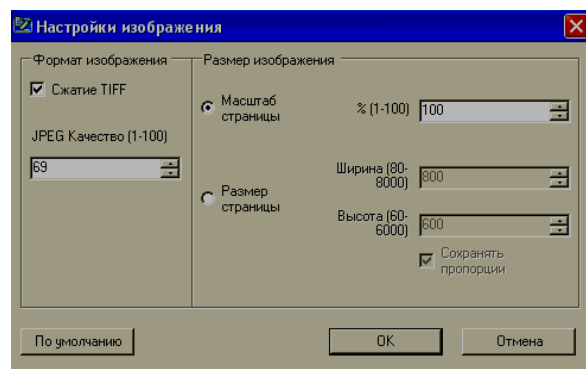 Настройки изображения
Формат изображения
Сжатие TIFF
JPEG Качество (1-100)
69
Размер изображения
Масштаб
страницы
% (1-100)
100
Размер
страницы
Ширина (80-
8000)
800
Высота (60-
6000)
600
Сохранять
пропорции
По умолчанию
OK
Отмена